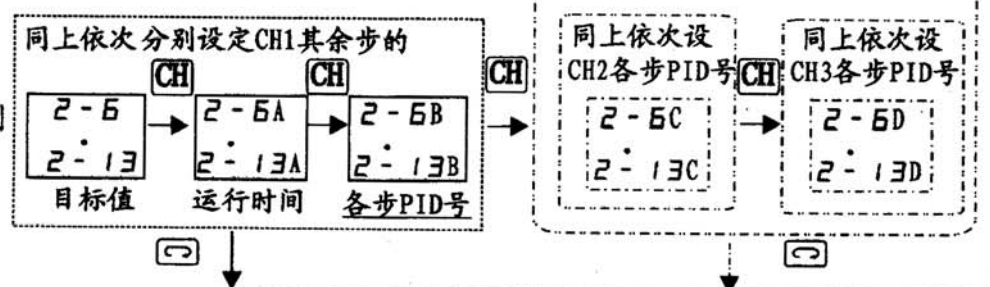 同上依次分别设定CH1其余步的
CH
CH
2-6
2-13
目标值
2-6A
2-13A
运行时间
2-6B
2-13B
各步PID号
CH
同上依次设
CH2各步PID号
2-6C
2-13C
CH
同上依次设
CH3各步PID号
2-6D
2-13D